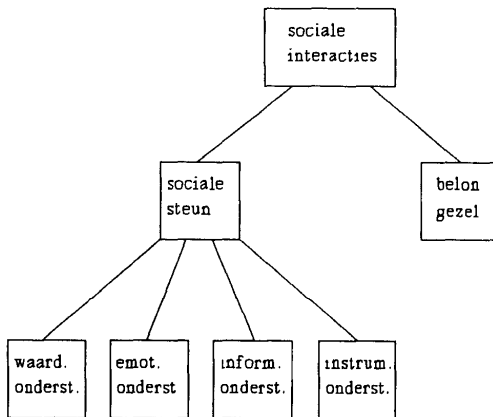 sociale
interacties
sociale
steun
belon
gezel
waard.
onderst.
emot.
onderst
inform.
onderst.
instrum.
onderst.